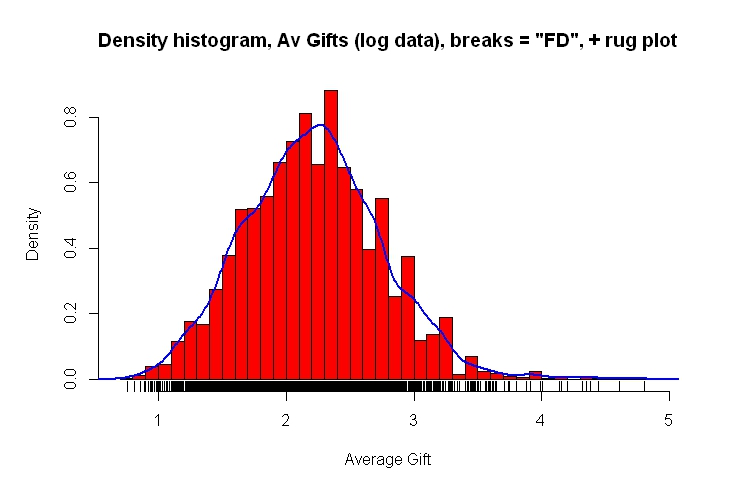 Density histogram, Av Gifts (log data), breaks = "FD", + rug plot
0.8
0.6
Density
0.4
0.2
0.0
1 2 3 4 5
Average Gift